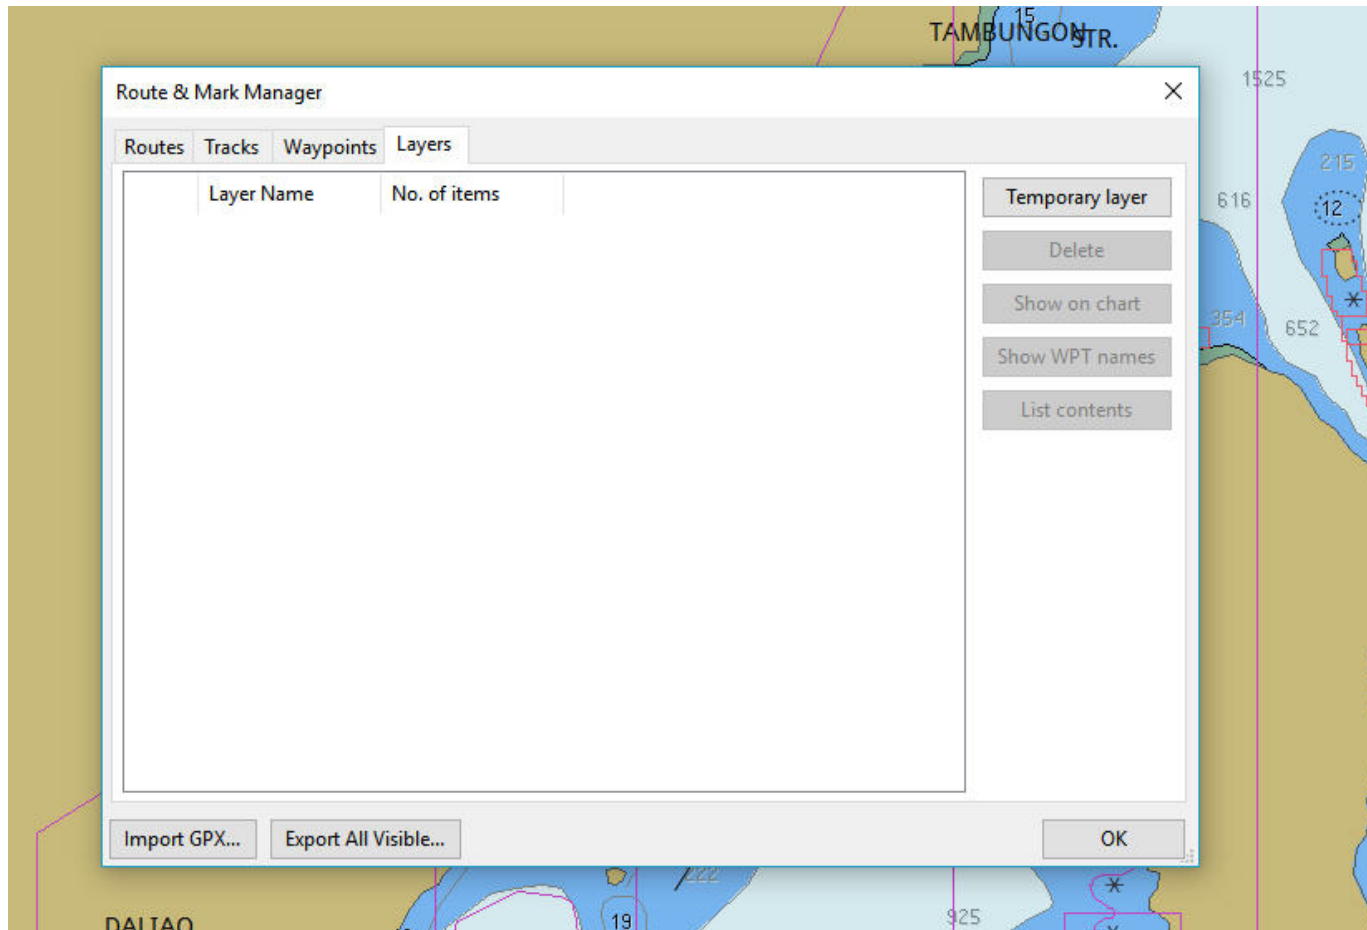 TAMBUNGON
STR.
15
1525
Route & Mark Manager
Routes Tracks Waypoints Layers
Layer Name No. of items
Temporary layer
Delete
Show on chart
Show WPT names
List contents
215
616
12
354
652
Import GPX... Export All Visible... OK
222
DALIAO
19
925